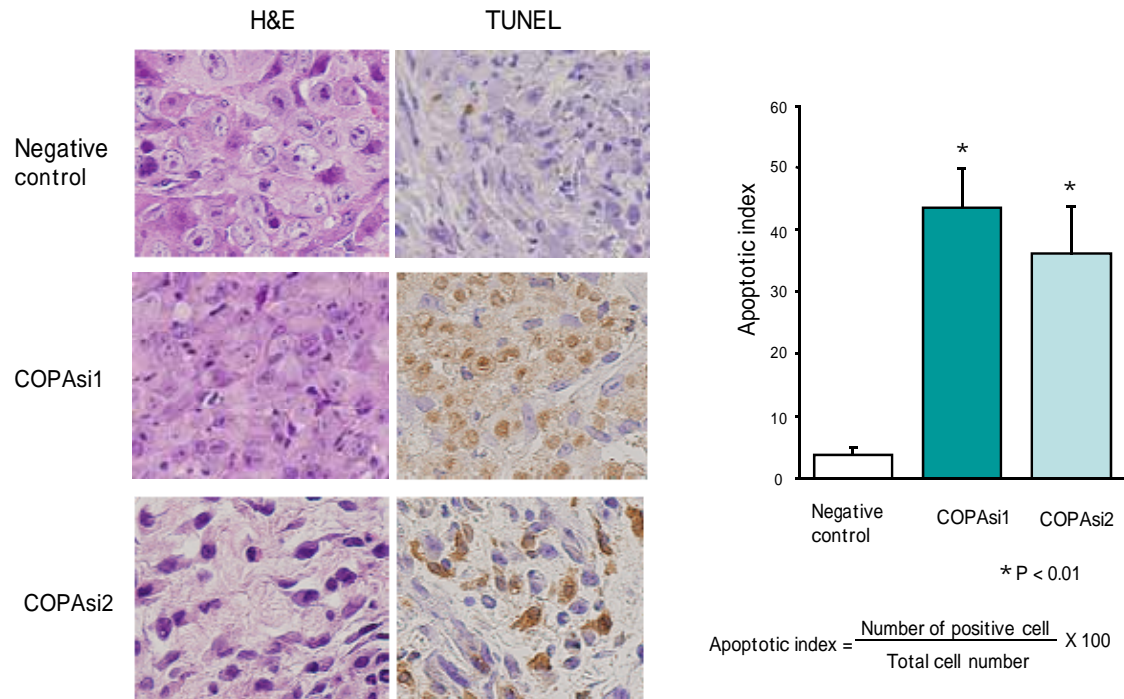 H&E
TUNEL
Negative
control
COPAsi1
COPAsi2
Apoptotic index
60
50
40
30
20
10
0
*
*
Negative
control
COPAsi1
COPAsi2
* P < 0.01
Apoptotic index = Number of positive cell X 100
Total cell number